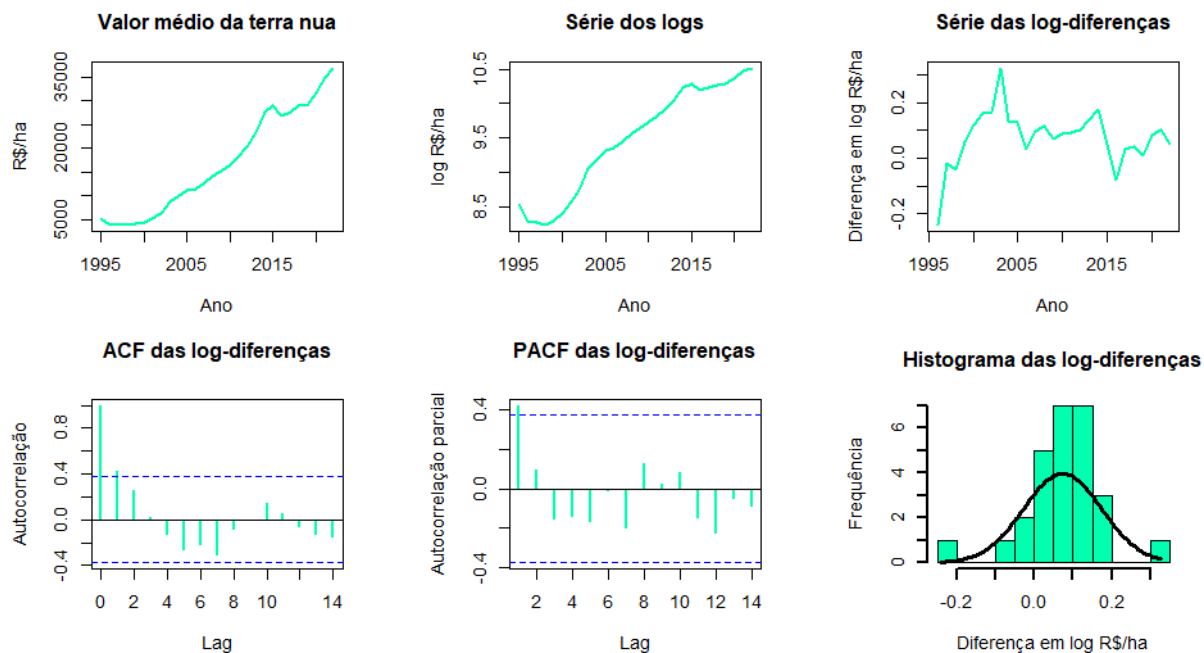 Valor médio da terra nua
R$/ha
35000
20000
5000
1995
2005
2015
Ano
Série dos logs
log R$/ha
10.5
9.5
8.5
1995
2005
2015
Ano
Série das log-diferenças
Diferença em log R$/ha
0.2
0.0
-0.2
1995
2005
2015
Ano
ACF das log-diferenças
Autocorrelação
0.8
0.4
0.0
-0.4
0
2
4
6
8
10
14
Lag
PACF das log-diferenças
Autocorrelação parcial
0.4
0.0
-0.4
2
4
6
8
10
12
14
Lag
Histograma das log-diferenças
Frequência
6
4
2
0
-0.2
0.0
0.2
Diferença em log R$/ha